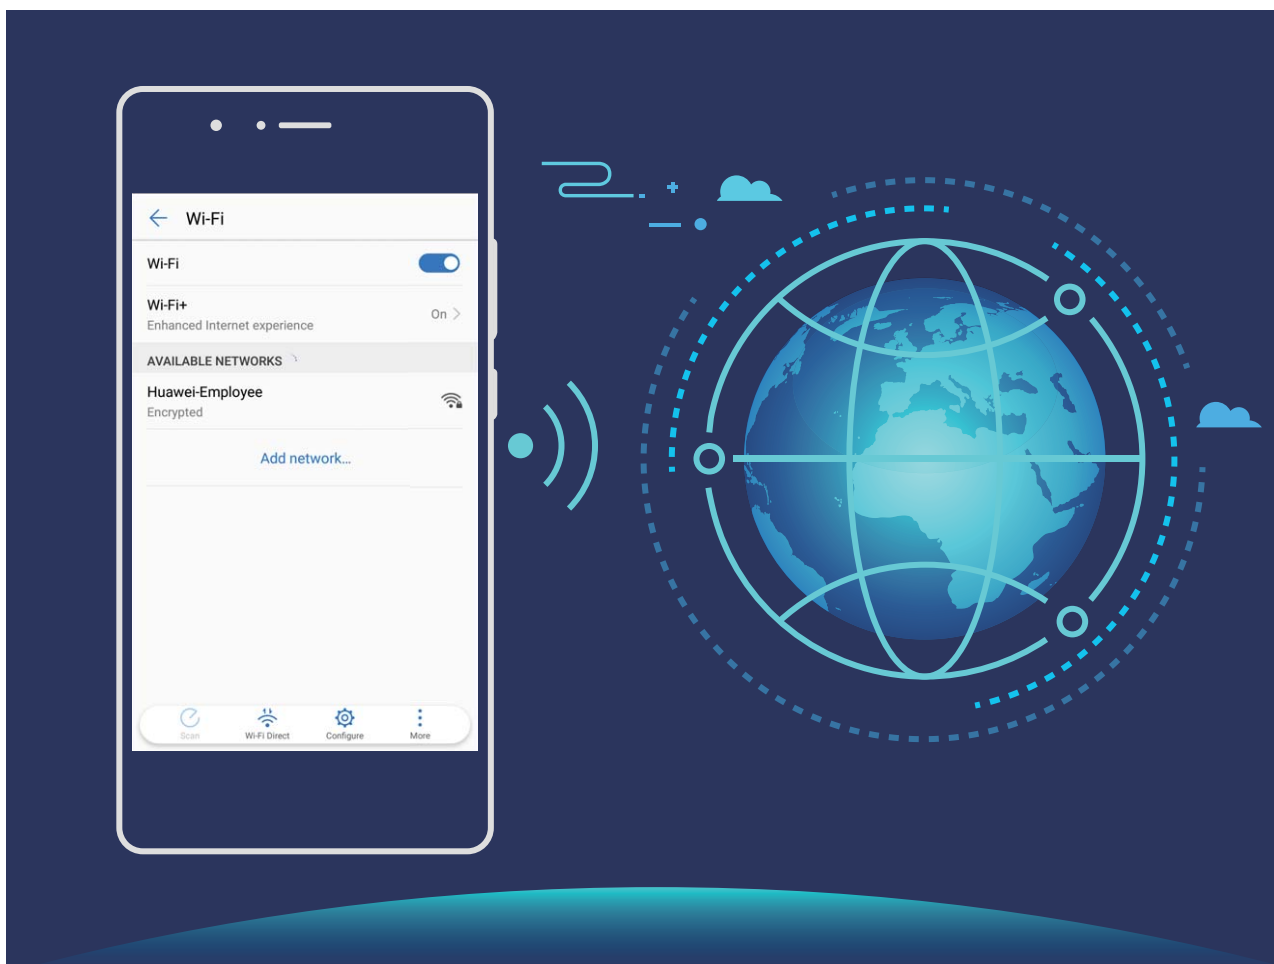 Wi-Fi
Wi-Fi
Wi-Fi+
Enhanced Internet experience
On
AVAILABLE NETWORKS
Huawei-Employee
Encrypted
Add network...
Scan
Wi-Fi Direct
Configure
More